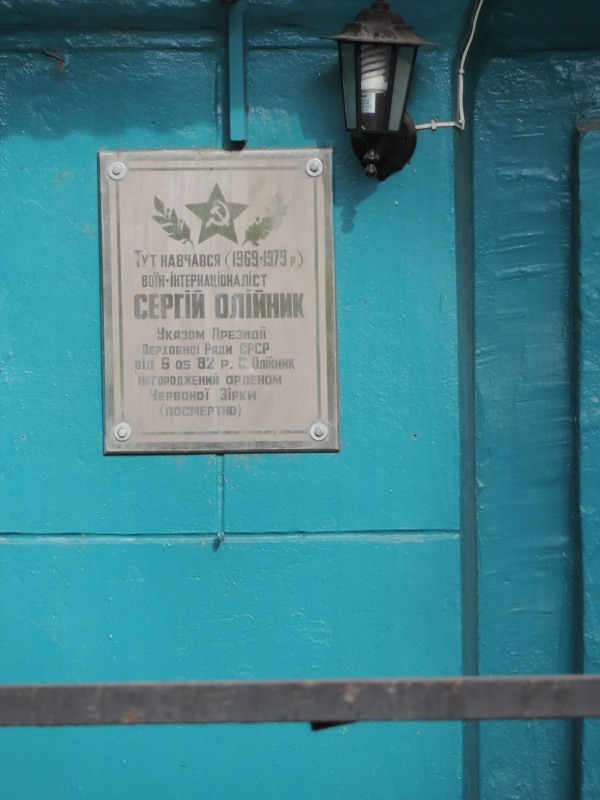 Тут навчався (1969-1979 р.)
воїн-інтернаціоналіст
Сергій Олійник
Указом Президії
Верховної Ради СРСР
від 6 05 82 р. С. Олійник
нагороджений орденом
Червоної Зірки
(посмертно)